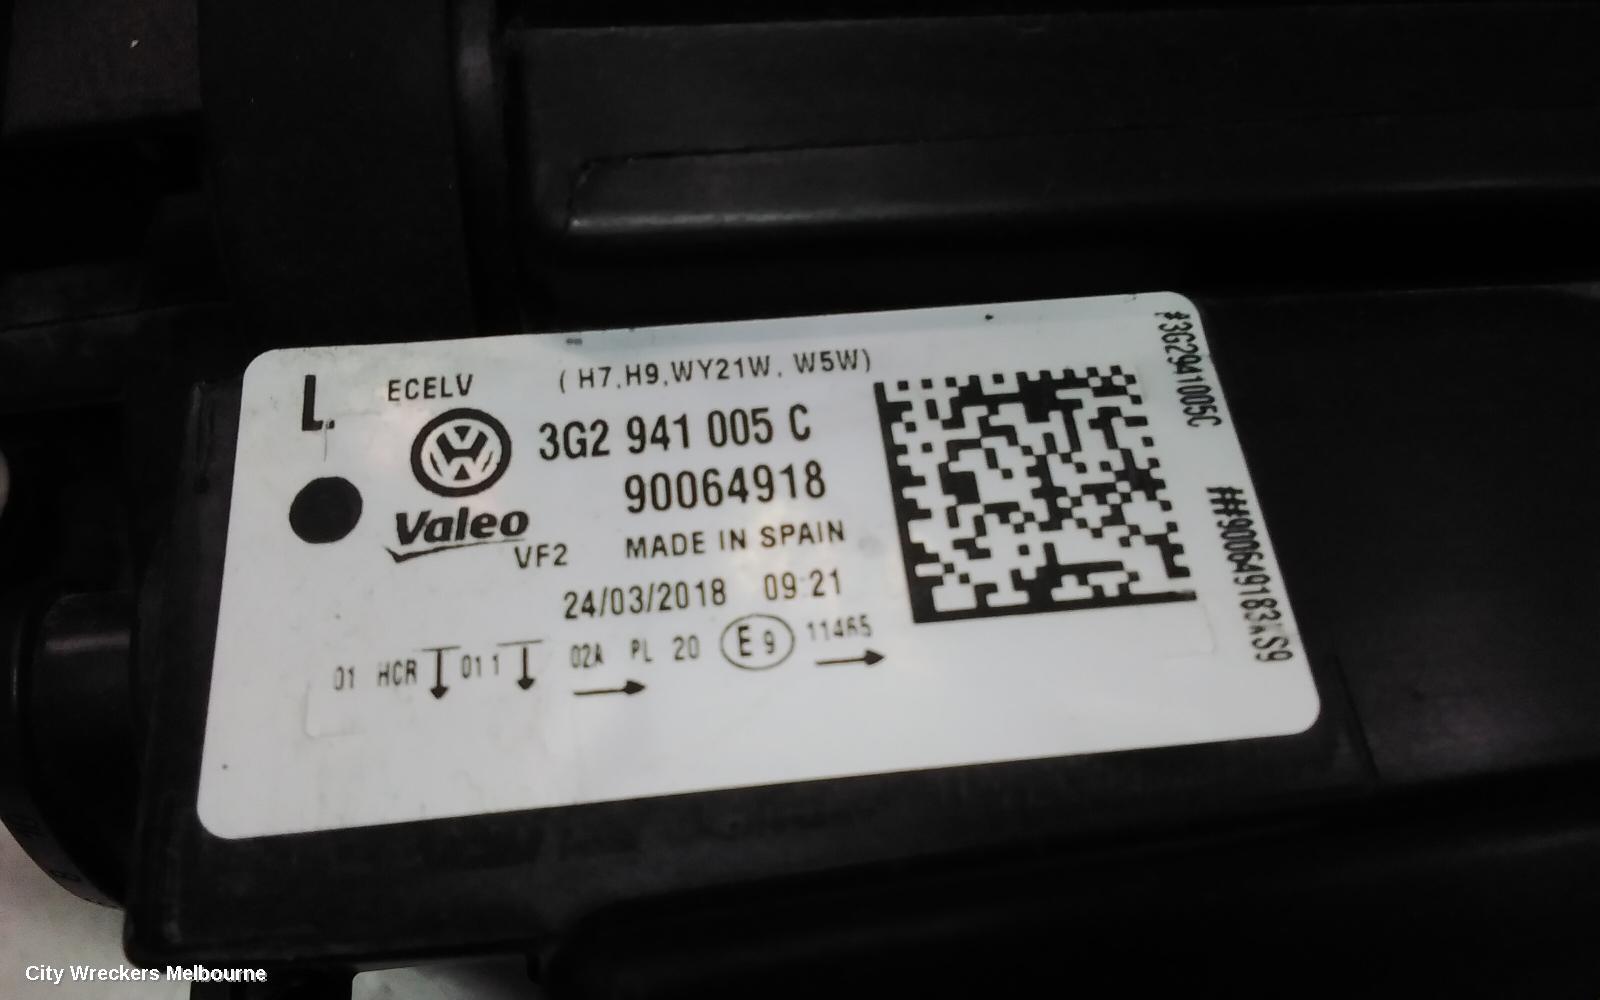 L.
ECELV
(H7,H9,WY21W, W5W)
3G2 941 005 C
90064918
Valeo
VF2
MADE IN SPAIN
24/03/2018 09:21
01 HCR 01 1 02A PL 20 E 9 11465
#3G2941005C
##90064918
City Wreckers Melbourne